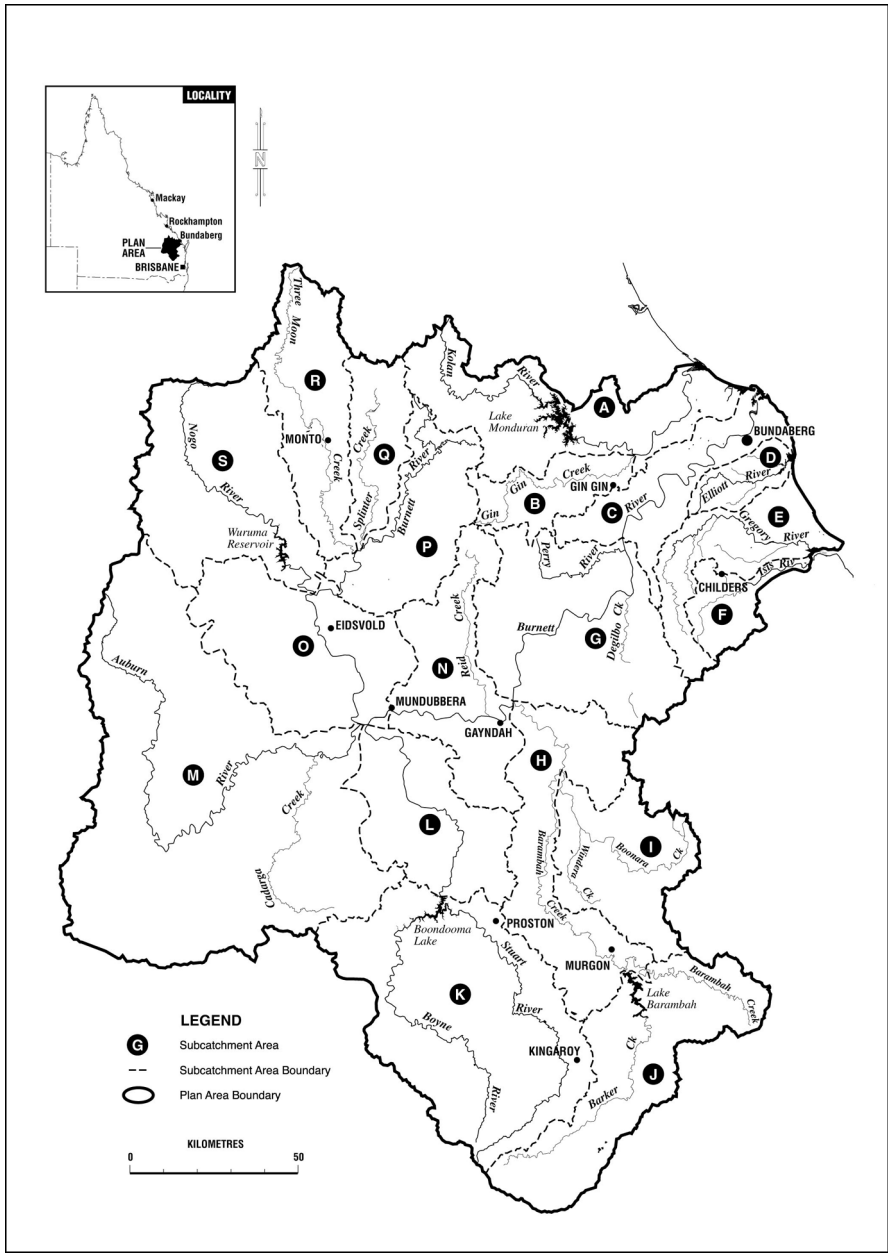 LOCALITY
N
Mackay
Rockhampton
Bundaberg
PLAN
AREA
BRISBANE
Three Moon
Creek
R
Kolan
River
Lake
Monduran
A
Nogo
River
S
MONTO
Q
Splinter
Creek
Burnett
River
BUNDABERG
D
Elliott River
Gin Gin
Creek
GIN GIN
B
C
River
E
Gregory
River
Wuruma
Reservoir
P
Perry
River
Isis Riv
CHILDERS
F
EIDSVOLD
O
Reid
Creek
N
Burnett
G
Degilbo Ck
Auburn
River
MUNDUBBERA
GAYNDAH
M
H
Cadarga
Creek
L
Barambah
Creek
Windera
Ck
Boonara
Ck
I
Boondooma
Lake
PROSTON
Stuart
River
MURGON
Barambah
Creek
Lake
Barambah
K
Boyne
River
KINGAROY
Barker
Ck
J
LEGEND
G Subcatchment Area
Subcatchment Area Boundary
Plan Area Boundary
KILOMETRES
0 50